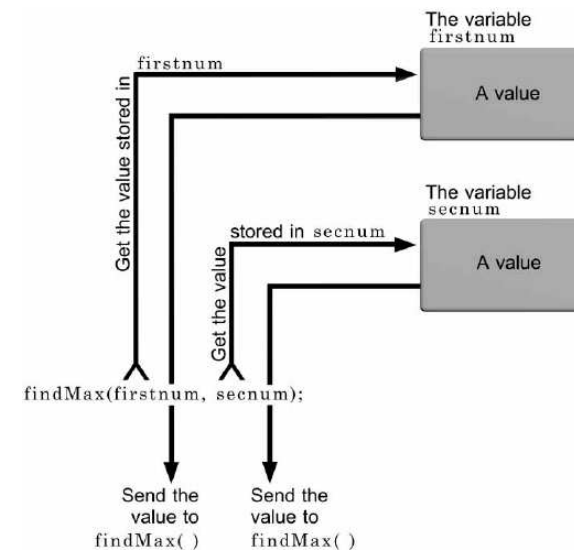 The variable
firstnum
firstnum
A value
Get the value stored in
The variable
secnum
stored in secnum
A value
Get the value
findMax(firstnum, secnum);
Send the
value to
findMax( )
Send the
value to
findMax( )